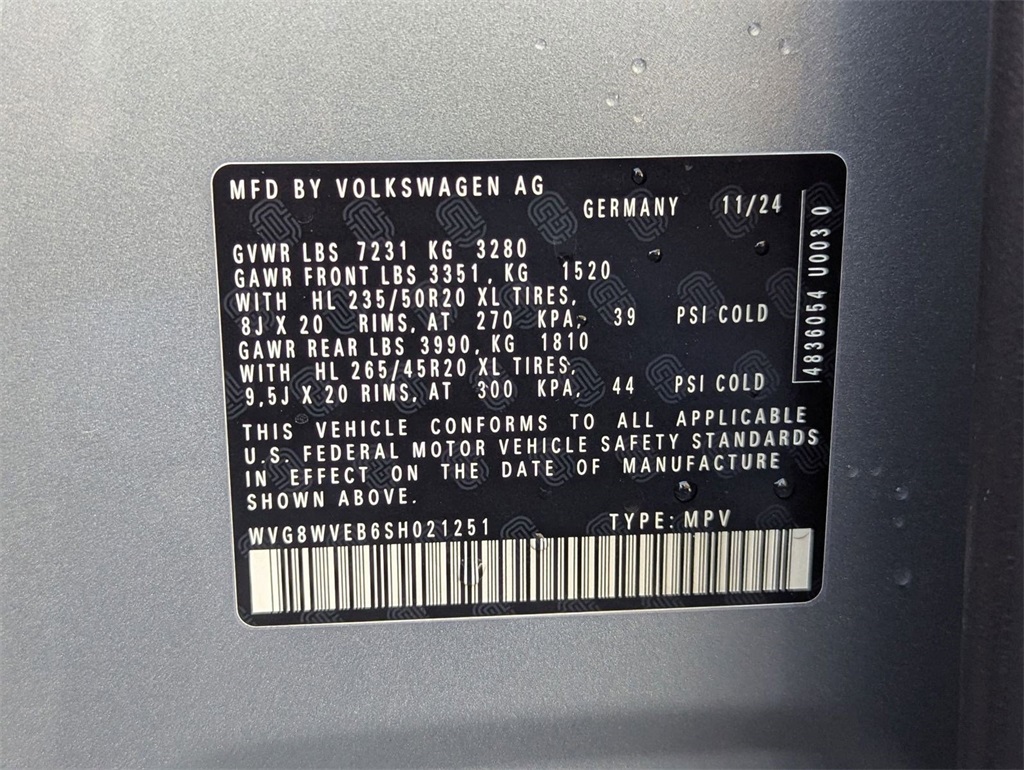 MFD BY VOLKSWAGEN AG
GERMANY 11/24
GVWR LBS 7231 KG 3280
GAWR FRONT LBS 3351, KG 1520
WITH HL 235/50R20 XL TIRES,
8J X 20 RIMS, AT 270 KPA, 39 PSI COLD
GAWR REAR LBS 3990, KG 1810
WITH HL 265/45R20 XL TIRES,
9,5J X 20 RIMS, AT 300 KPA, 44 PSI COLD
THIS VEHICLE CONFORMS TO ALL APPLICABLE
U.S. FEDERAL MOTOR VEHICLE SAFETY STANDARDS
IN EFFECT ON THE DATE OF MANUFACTURE
SHOWN ABOVE.
WVG8WVEB6SH021251 TYPE: MPV
4836054 U003 0